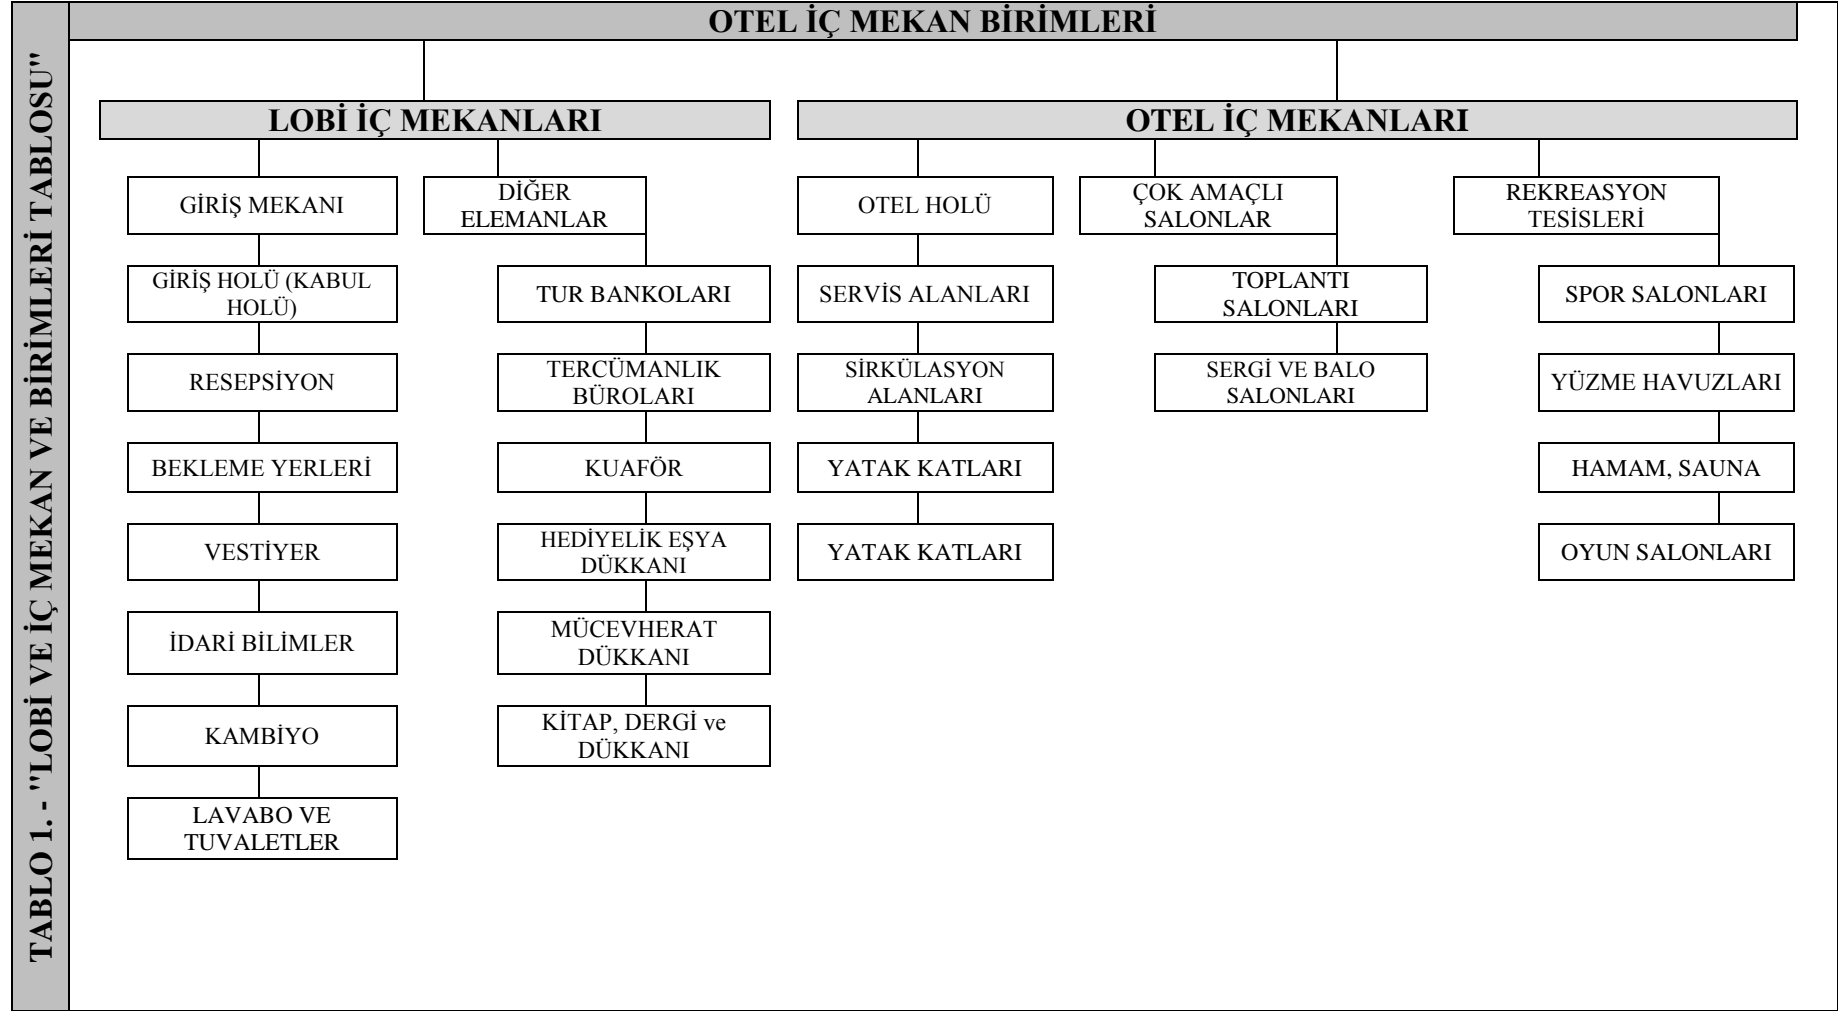 TABLO 1. - "LOBİ VE İÇ MEKAN VE BİRİMLERİ TABLOSU"
OTEL İÇ MEKAN BİRİMLERİ
LOBİ İÇ MEKANLARI
GİRİŞ MEKANI
GİRİŞ HOLÜ (KABUL
HOLÜ)
RESEPSİYON
BEKLEME YERLERİ
VESTİYER
İDARİ BİLİMLER
KAMBİYO
LAVABO VE
TUVALETLER
DİĞER
ELEMANLAR
TUR BANKOLARI
TERCÜMANLIK
BÜROLARI
KUAFÖR
HEDİYELİK EŞYA
DÜKKANI
MÜCEVHERAT
DÜKKANI
KİTAP, DERGİ ve
DÜKKANI
OTEL İÇ MEKANLARI
OTEL HOLÜ
SERVİS ALANLARI
SİRKÜLASYON
ALANLARI
YATAK KATLARI
YATAK KATLARI
ÇOK AMAÇLI
SALONLAR
TOPLANTI
SALONLARI
SERGİ VE BALO
SALONLARI
REKREASYON
TESİSLERİ
SPOR SALONLARI
YÜZME HAVUZLARI
HAMAM, SAUNA
OYUN SALONLARI